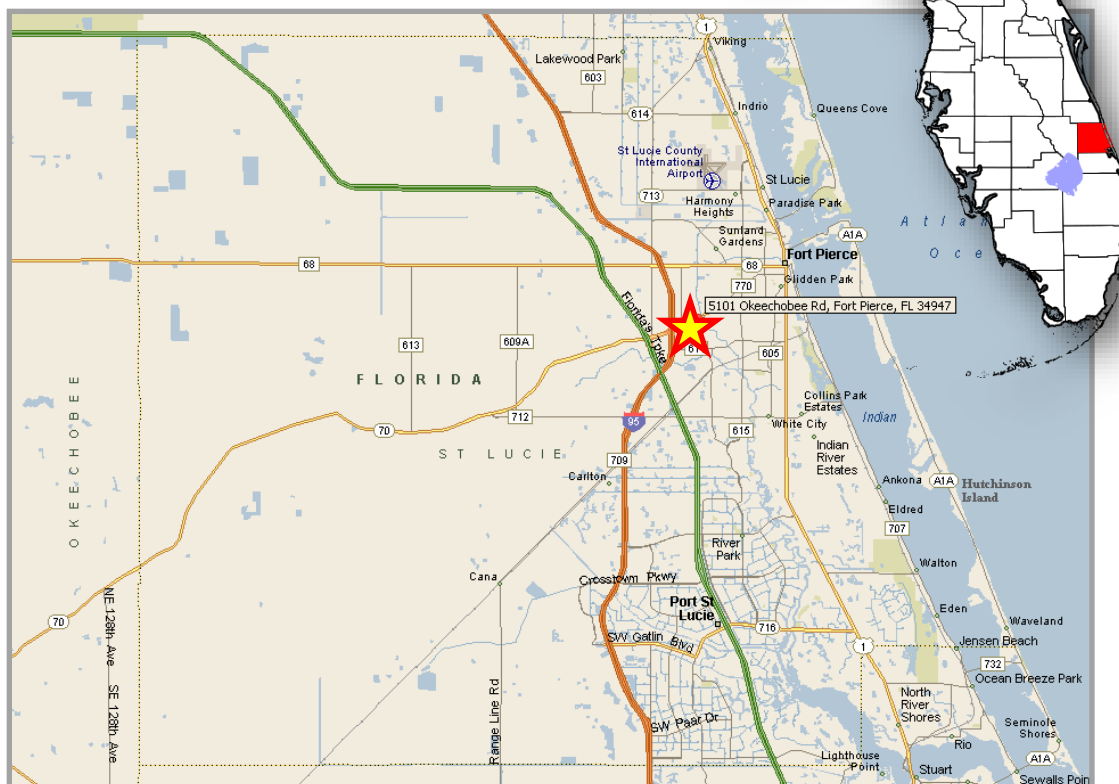 1
Viking
Lakewood Park
603
Indrio
Queens Cove
614
St Lucie County
International
Airport
St Lucie
713
Harmony
Heights
Paradise Park
Sunland
Gardens
A1A
Atlan
Oce
68
68
Fort Pierce
770
Glidden Park
5101 Okeechobee Rd, Fort Pierce, FL 34947
Florida's Tpke
613
609A
605
FLORIDA
OKEECHOBEE
Collins Park
Estates
712
95
White City
Indian
70
615
Indian
River
Estates
ST LUCIE
709
Carlton
Ankona
A1A
Hutchinson
Island
Eldred
707
River
Park
Walton
Cana
Crosstown Pkwy
NE 128th Ave
Port St
Lucie
Eden
70
716
Waveland
SW Gatlin Blvd
1
Jensen Beach
732
Ocean Breeze Park
SE 128th Ave
Range Line Rd
North
River
Shores
SW Paar Dr
Seminole
Shores
Rio
Lighthouse
Point
A1A
Stuart
Sewalls Poin